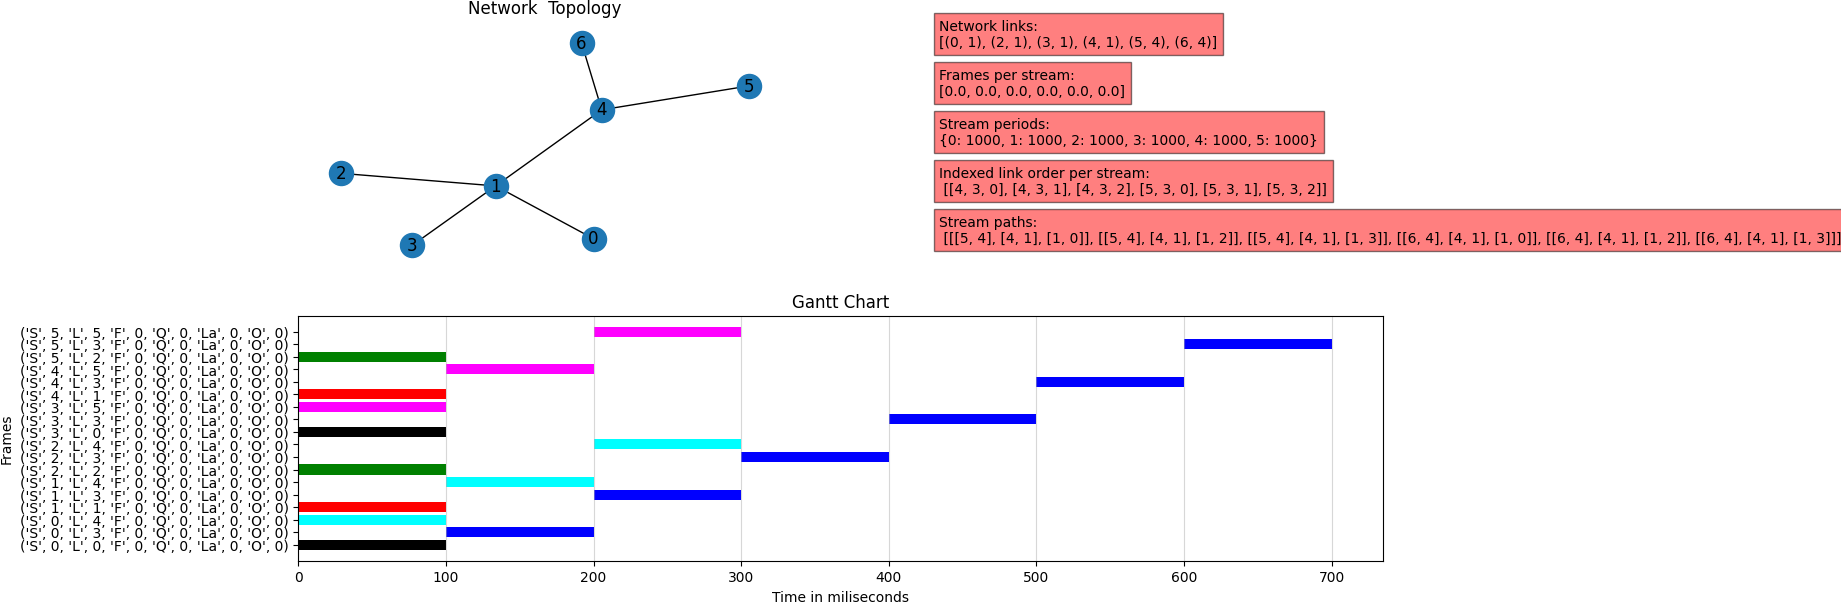 Network  Topology
6
5
4
2
1
3
0
Network links:
[(0, 1), (2, 1), (3, 1), (4, 1), (5, 4), (6, 4)]
Frames per stream:
[0.0, 0.0, 0.0, 0.0, 0.0, 0.0]
Stream periods:
{0: 1000, 1: 1000, 2: 1000, 3: 1000, 4: 1000, 5: 1000}
Indexed link order per stream:
[[4, 3, 0], [4, 3, 1], [4, 3, 2], [5, 3, 0], [5, 3, 1], [5, 3, 2]]
Stream paths:
[[[5, 4], [4, 1], [1, 0]], [[5, 4], [4, 1], [1, 2]], [[5, 4], [4, 1], [1, 3]], [[6, 4], [4, 1], [1, 0]], [[6, 4], [4, 1], [1, 2]], [[6, 4], [4, 1], [1, 3]]]
Gantt Chart
Frames
('S', 5, 'L', 5, 'F', 0, 'Q', 0, 'La', 0, 'O', 0)
('S', 5, 'L', 3, 'F', 0, 'Q', 0, 'La', 0, 'O', 0)
('S', 5, 'L', 2, 'F', 0, 'Q', 0, 'La', 0, 'O', 0)
('S', 4, 'L', 5, 'F', 0, 'Q', 0, 'La', 0, 'O', 0)
('S', 4, 'L', 3, 'F', 0, 'Q', 0, 'La', 0, 'O', 0)
('S', 4, 'L', 1, 'F', 0, 'Q', 0, 'La', 0, 'O', 0)
('S', 3, 'L', 5, 'F', 0, 'Q', 0, 'La', 0, 'O', 0)
('S', 3, 'L', 3, 'F', 0, 'Q', 0, 'La', 0, 'O', 0)
('S', 3, 'L', 0, 'F', 0, 'Q', 0, 'La', 0, 'O', 0)
('S', 2, 'L', 4, 'F', 0, 'Q', 0, 'La', 0, 'O', 0)
('S', 2, 'L', 3, 'F', 0, 'Q', 0, 'La', 0, 'O', 0)
('S', 2, 'L', 2, 'F', 0, 'Q', 0, 'La', 0, 'O', 0)
('S', 1, 'L', 4, 'F', 0, 'Q', 0, 'La', 0, 'O', 0)
('S', 1, 'L', 3, 'F', 0, 'Q', 0, 'La', 0, 'O', 0)
('S', 1, 'L', 1, 'F', 0, 'Q', 0, 'La', 0, 'O', 0)
('S', 0, 'L', 4, 'F', 0, 'Q', 0, 'La', 0, 'O', 0)
('S', 0, 'L', 3, 'F', 0, 'Q', 0, 'La', 0, 'O', 0)
('S', 0, 'L', 0, 'F', 0, 'Q', 0, 'La', 0, 'O', 0)
0 100 200 300 400 500 600 700
Time in miliseconds